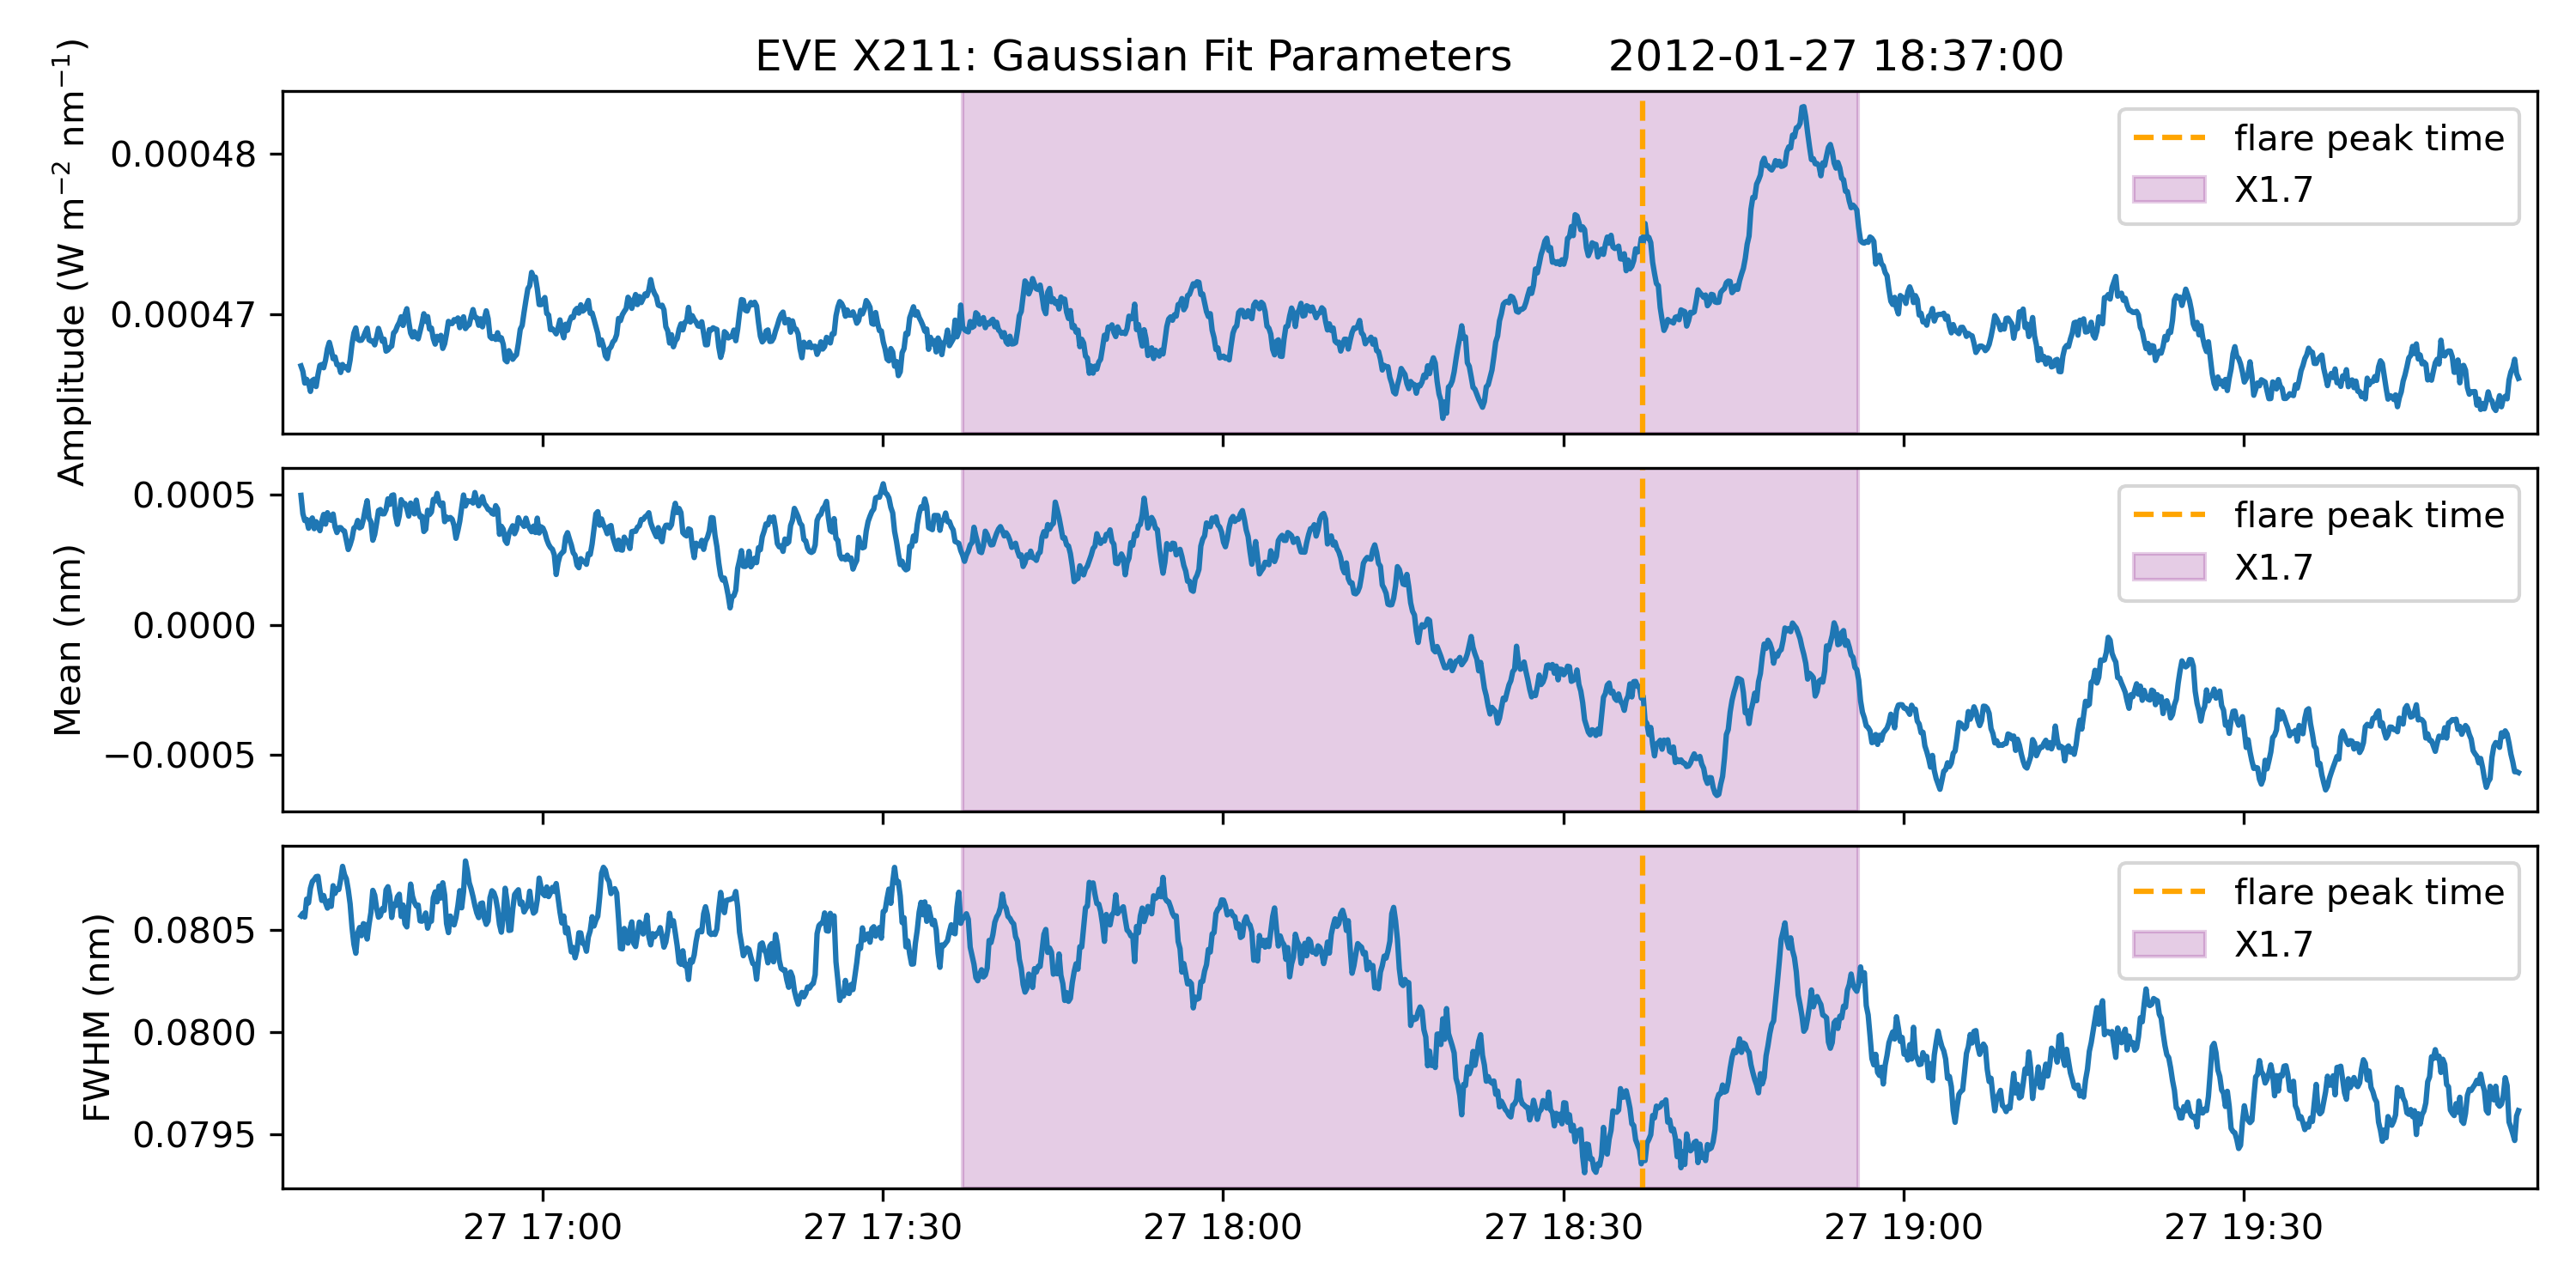 EVE X211: Gaussian Fit Parameters 2012-01-27 18:37:00
Amplitude (W m⁻² nm⁻¹)
0.00048
0.00047
flare peak time
X1.7
Mean (nm)
0.0005
0.0000
−0.0005
flare peak time
X1.7
FWHM (nm)
0.0805
0.0800
0.0795
flare peak time
X1.7
27 17:00 27 17:30 27 18:00 27 18:30 27 19:00 27 19:30